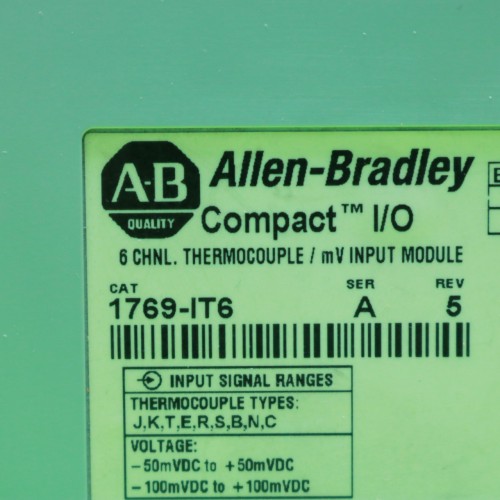 A-B
QUALITY
Allen-Bradley
Compact™ I/O
6 CHNL. THERMOCOUPLE / mV INPUT MODULE
CAT SER REV
1769-IT6 A 5
INPUT SIGNAL RANGES
THERMOCOUPLE TYPES:
J,K,T,E,R,S,B,N,C
VOLTAGE:
-50mVDC to +50mVDC
-100mVDC to +100mVDC